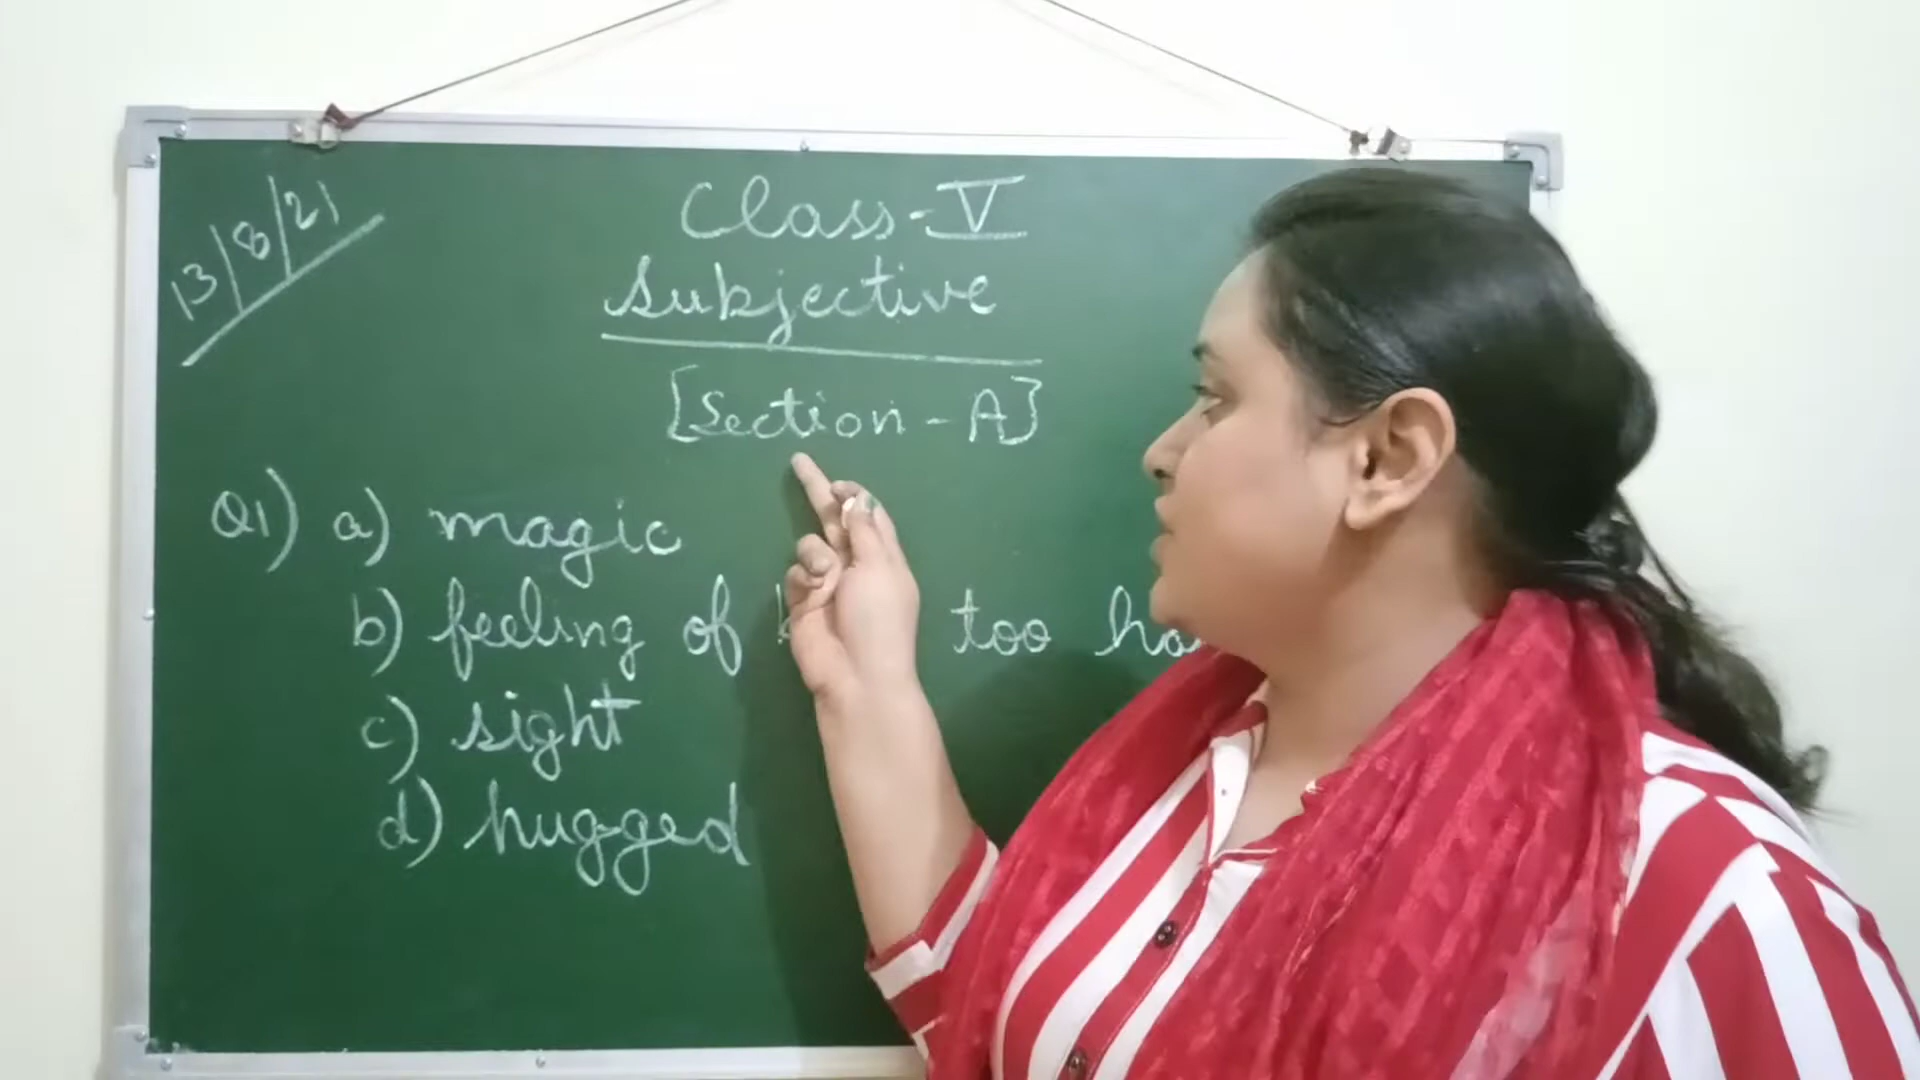 13/8/21
Class-V
Subjective
[Section-A]
Q1) a) magic
b) feeling of too
c) sight
d) hugged